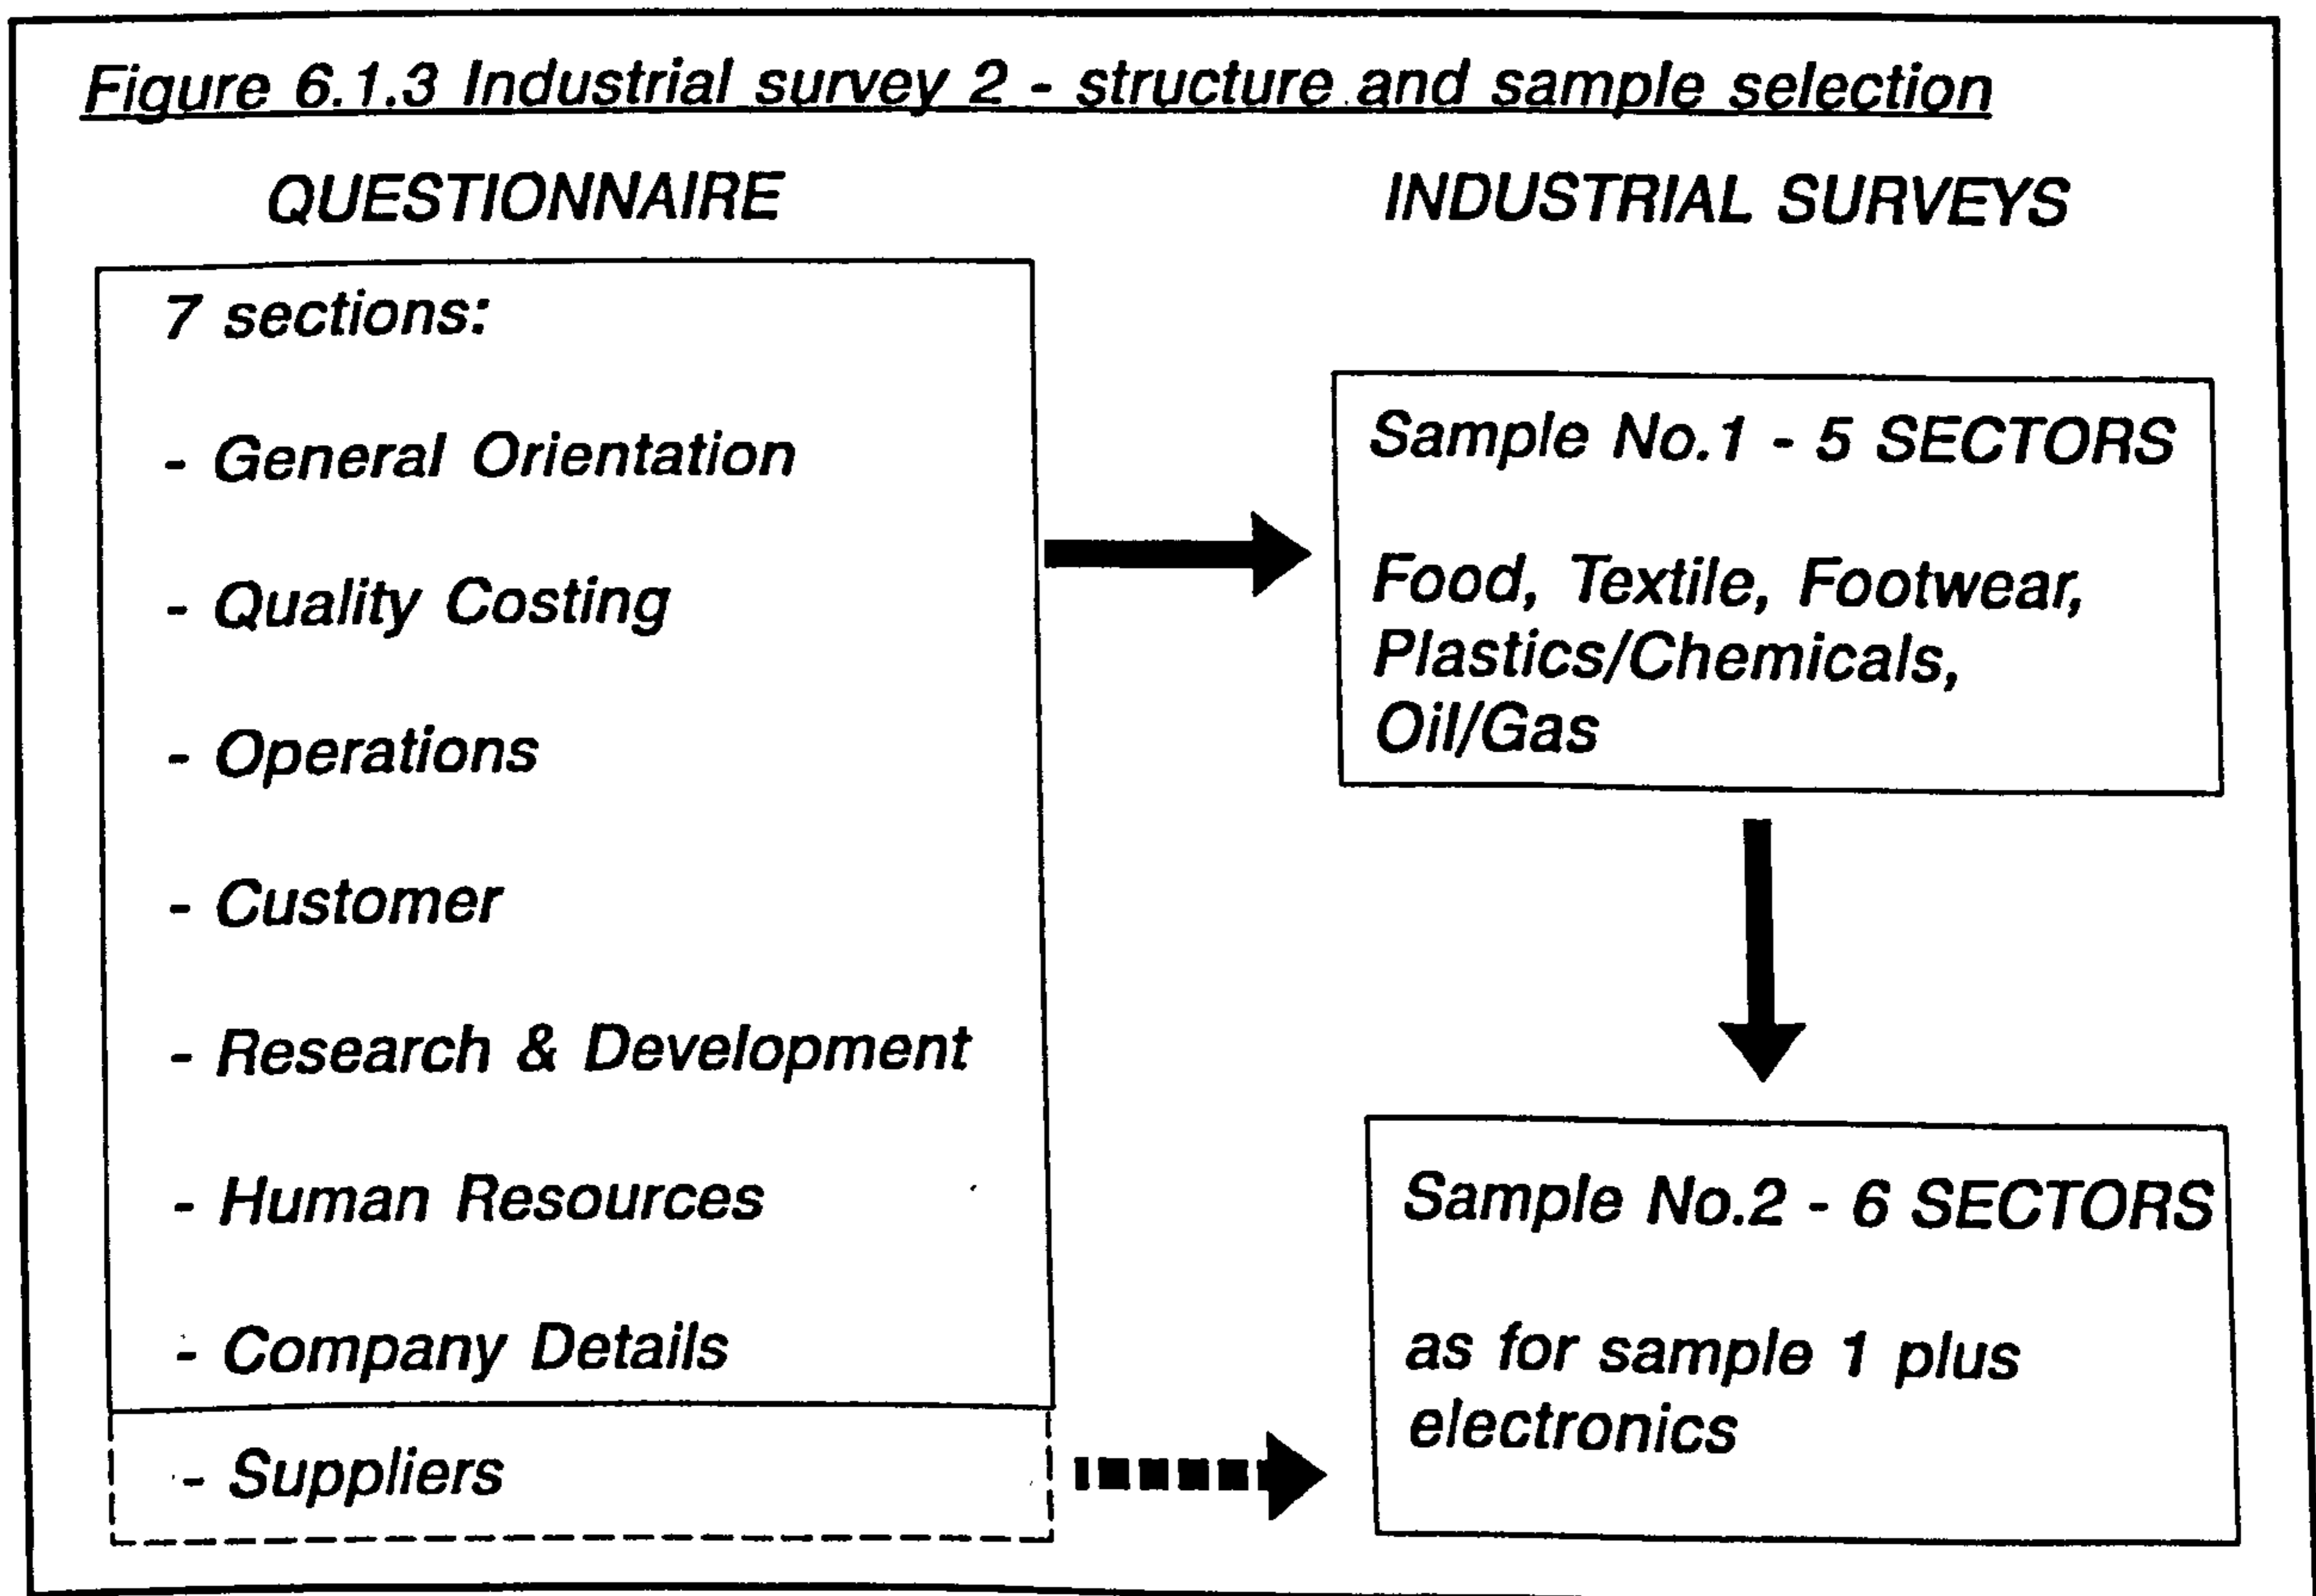 Figure 6.1.3 Industrial survey 2 - structure and sample selection
QUESTIONNAIRE
7 sections:
- General Orientation
- Quality Costing
- Operations
- Customer
- Research & Development
- Human Resources
- Company Details
- Suppliers
INDUSTRIAL SURVEYS
Sample No.1 - 5 SECTORS
Food, Textile, Footwear,
Plastics/Chemicals,
Oil/Gas
Sample No.2 - 6 SECTORS
as for sample 1 plus
electronics